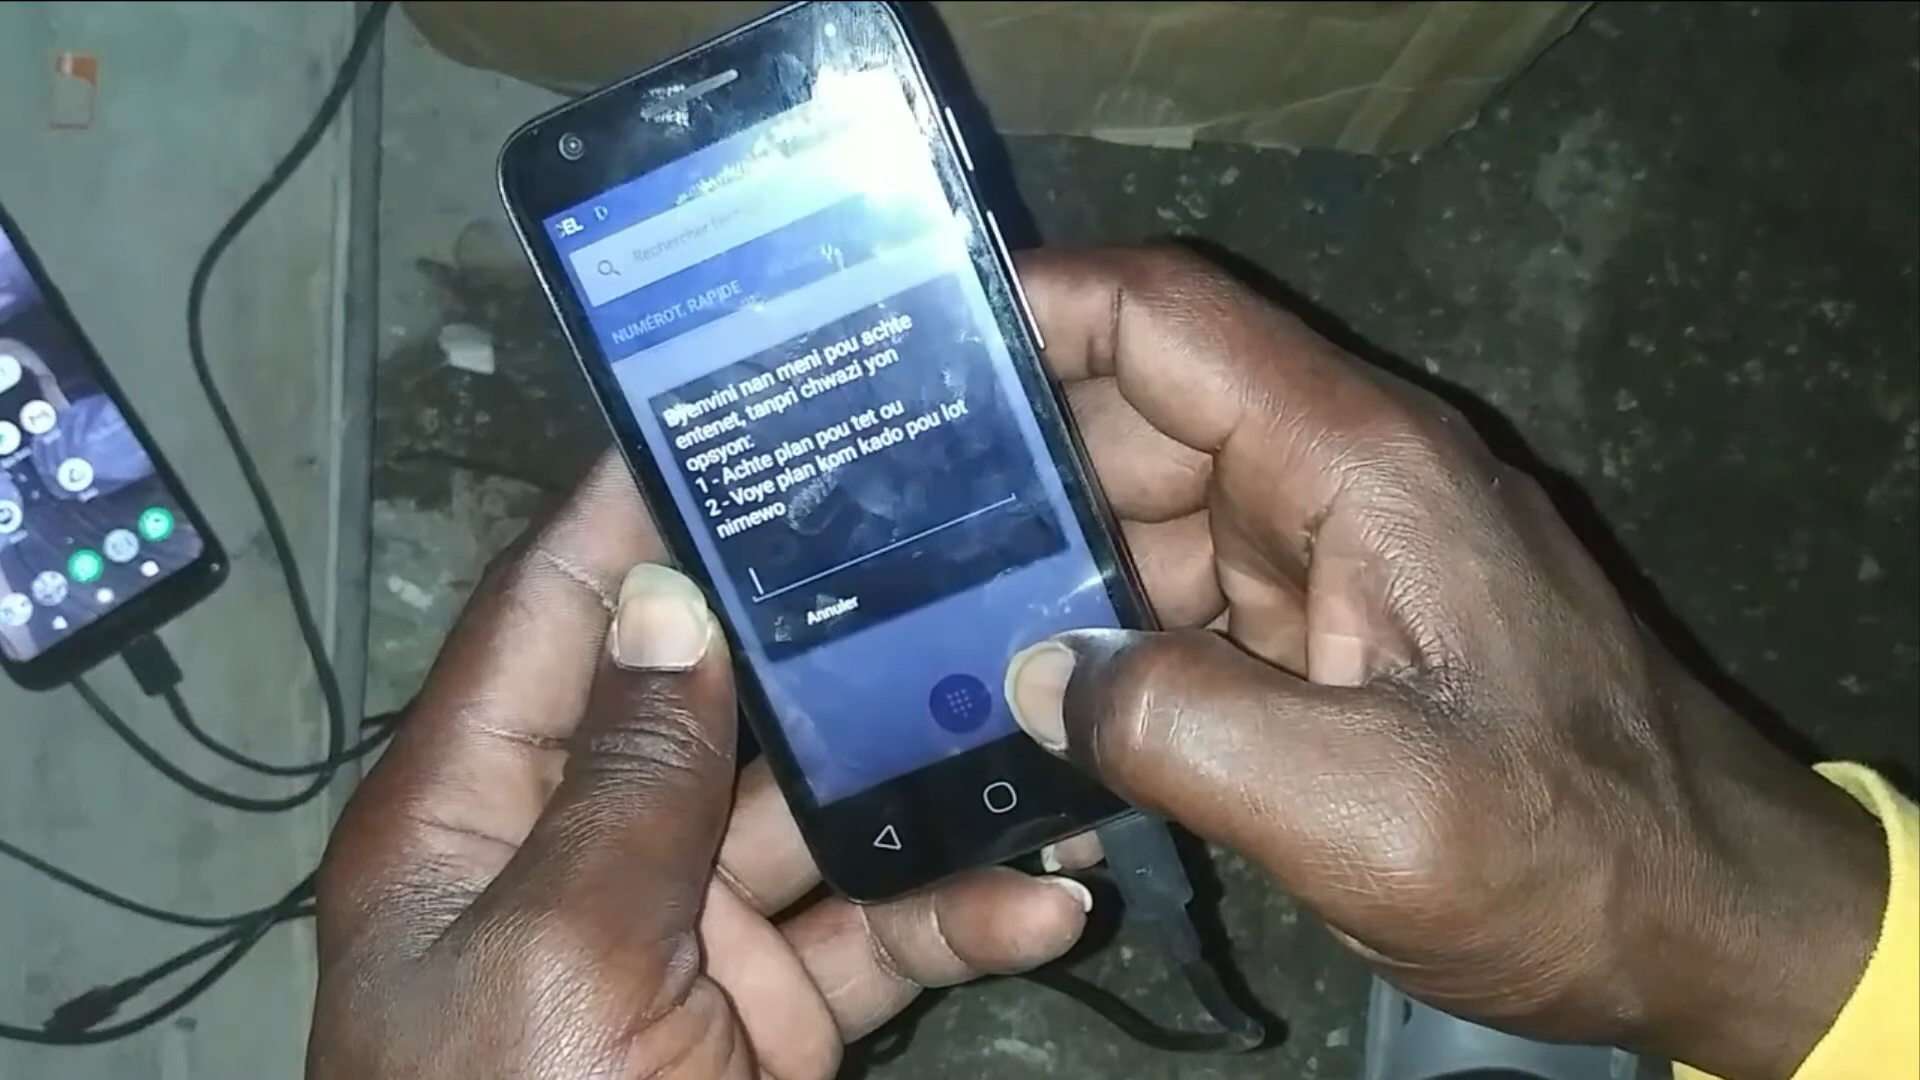 Rechercher
NUMÉROT. RAPIDE
Byenvini nan meni pou achte
entenet, tanpri chwazi yon
opsyon:
1 - Achte plan pou tet ou
2 - Voye plan kom kado pou lot
nimewo
Annuler